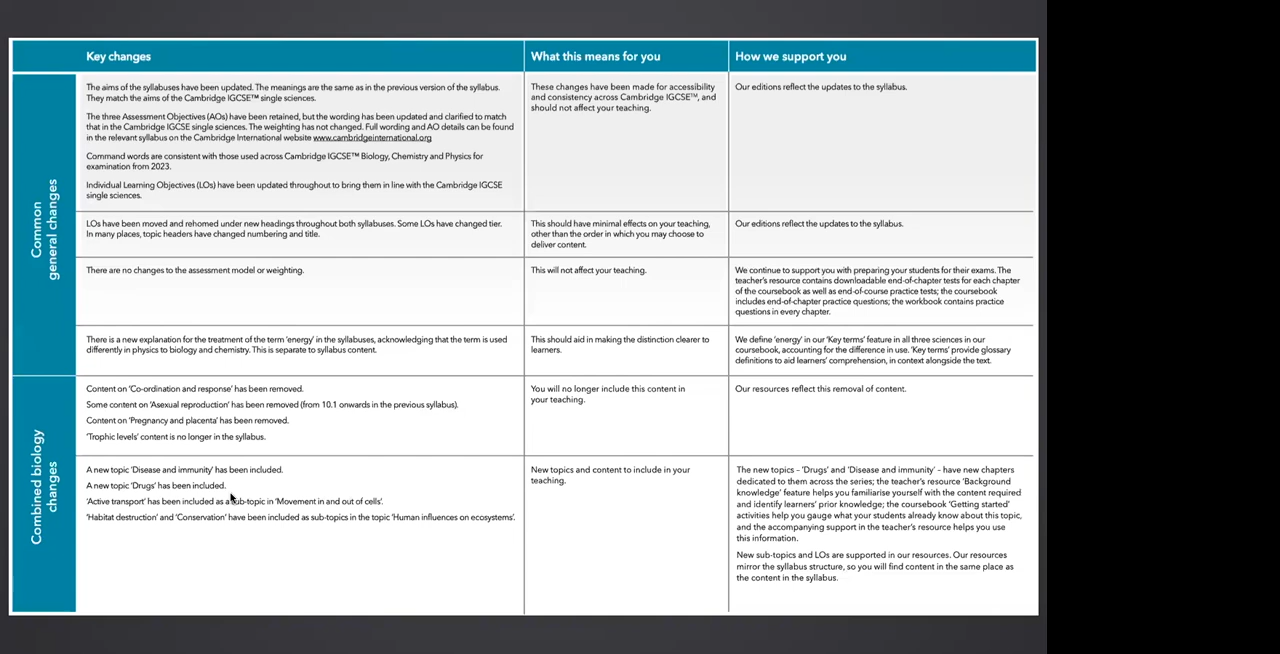 Key changes
What this means for you
How we support you
Common
general changes
The aims of the syllabuses have been updated. The meanings are the same as in the previous version of the syllabus.
They match the aims of the Cambridge IGCSE™ single sciences.
The three Assessment Objectives (AOs) have been retained, but the wording has been updated and clarified to match
that in the Cambridge IGCSE single sciences. The weighting has not changed. Full wording and AO details can be found
in the relevant syllabus on the Cambridge International website www.cambridgeinternational.org
Command words are consistent with those used across Cambridge IGCSE™ Biology, Chemistry and Physics for
examination from 2023.
Individual Learning Objectives (LOs) have been updated throughout to bring them in line with the Cambridge IGCSE
single sciences.
These changes have been made for accessibility
and consistency across Cambridge IGCSE™, and
should not affect your teaching.
Our editions reflect the updates to the syllabus.
LOs have been moved and rehomed under new headings throughout both syllabuses. Some LOs have changed tier.
In many places, topic headers have changed numbering and title.
This should have minimal effects on your teaching,
other than the order in which you may choose to
deliver content.
Our editions reflect the updates to the syllabus.
There are no changes to the assessment model or weighting.
This will not affect your teaching.
We continue to support you with preparing your students for their exams. The
teacher's resource contains downloadable end-of-chapter tests for each chapter
of the coursebook as well as end-of-course practice tests; the coursebook
includes end-of-chapter practice questions; the workbook contains practice
questions in every chapter.
There is a new explanation for the treatment of the term 'energy' in the syllabuses, acknowledging that the term is used
differently in physics to biology and chemistry. This is separate to syllabus content.
This should aid in making the distinction clearer to
learners.
We define 'energy' in our 'Key terms' feature in all three sciences in our
coursebook, accounting for the difference in use. 'Key terms' provide glossary
definitions to aid learners' comprehension, in context alongside the text.
Combined biology
changes
Content on 'Co-ordination and response' has been removed.
Some content on 'Asexual reproduction' has been removed (from 10.1 onwards in the previous syllabus).
Content on 'Pregnancy and placenta' has been removed.
'Trophic levels' content is no longer in the syllabus.
You will no longer include this content in
your teaching.
Our resources reflect this removal of content.
A new topic 'Disease and immunity' has been included.
A new topic 'Drugs' has been included.
'Active transport' has been included as a sub-topic in 'Movement in and out of cells'.
'Habitat destruction' and 'Conservation' have been included as sub-topics in the topic 'Human influences on ecosystems'.
New topics and content to include in your
teaching.
The new topics – 'Drugs' and 'Disease and immunity' – have new chapters
dedicated to them across the series; the teacher's resource 'Background
knowledge' feature helps you familiarise yourself with the content required
and identify learners' prior knowledge; the coursebook 'Getting started'
activities help you gauge what your students already know about this topic,
and the accompanying support in the teacher's resource helps you use
this information.
New sub-topics and LOs are supported in our resources. Our resources
mirror the syllabus structure, so you will find content in the same place as
the content in the syllabus.